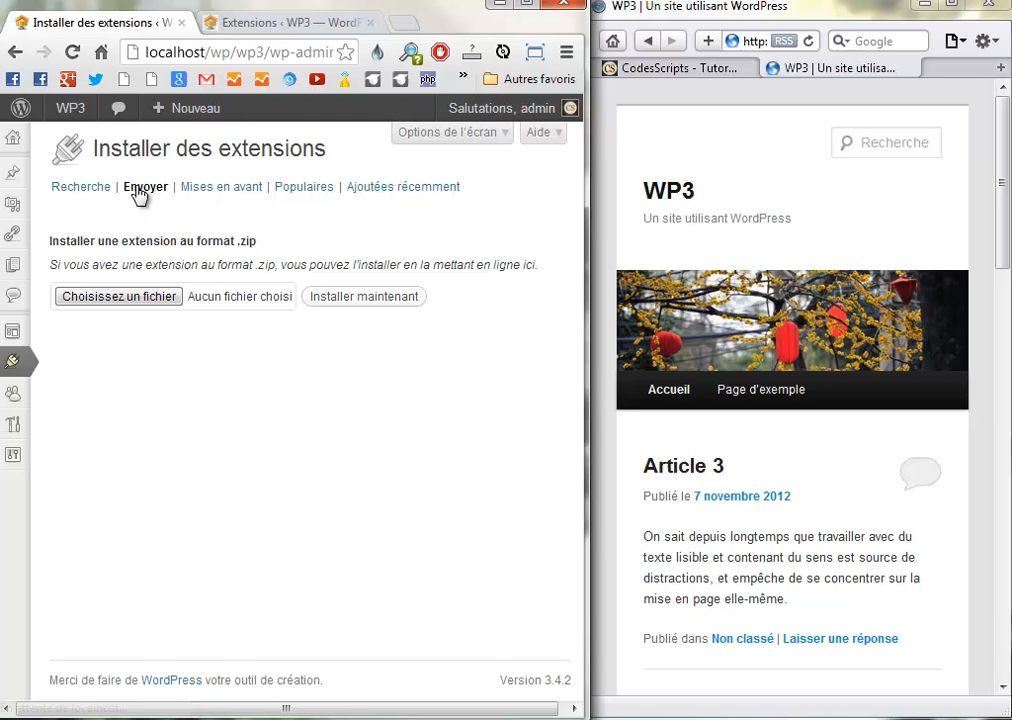 Installer des extensions ‹ W
Extensions ‹ WP3 — WordF
localhost/wp/wp3/wp-admir
Autres favoris
WP3
Nouveau
Salutations, admin
Installer des extensions
Options de l'écran
Aide
Recherche | Envoyer | Mises en avant | Populaires | Ajoutées récemment
Installer une extension au format .zip
Si vous avez une extension au format .zip, vous pouvez l'installer en la mettant en ligne ici.
Choisissez un fichier Aucun fichier choisi
Installer maintenant
Merci de faire de WordPress votre outil de création.
Version 3.4.2
WP3 | Un site utilisant WordPress
http: RSS
Google
CodesScripts - Tutor...
WP3 | Un site utilisa...
Recherche
WP3
Un site utilisant WordPress
Accueil
Page d'exemple
Article 3
Publié le 7 novembre 2012
On sait depuis longtemps que travailler avec du
texte lisible et contenant du sens est source de
distractions, et empêche de se concentrer sur la
mise en page elle-même.
Publié dans Non classé | Laisser une réponse